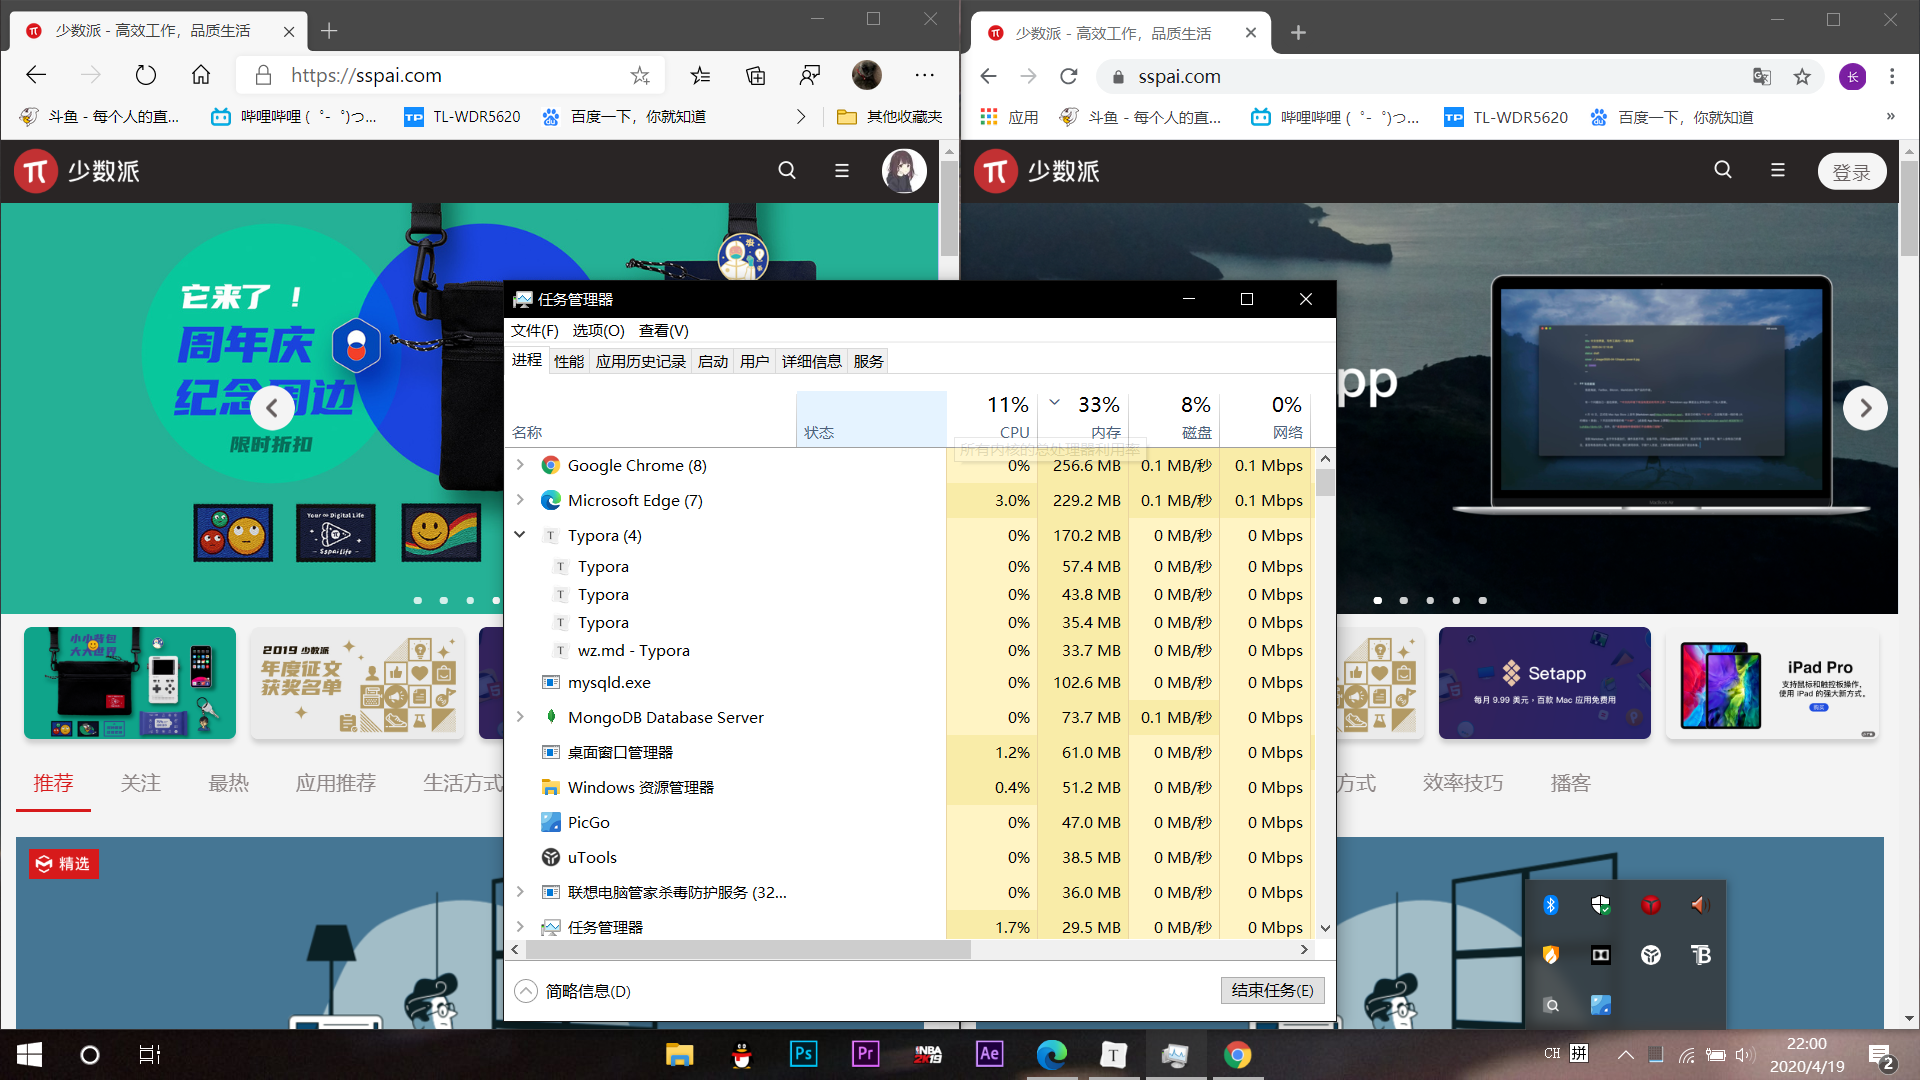 少数派 - 高效工作，品质生活
https://sspai.com
斗鱼 - 每个人的直...
哔哩哔哩 (゜-゜)つ...
TL-WDR5620
百度一下，你就知道
其他收藏夹
少数派
它来了 ！
周年庆
纪念周边
限时折扣
Your ∞ Digital Life
Sspai Life
小小背包
大大世界
2019 少数派
年度征文
获奖名单
推荐
关注
最热
应用推荐
生活方式
精选
少数派 - 高效工作，品质生活
sspai.com
长
应用
斗鱼 - 每个人的直...
哔哩哔哩 (゜-゜)つ...
TL-WDR5620
百度一下，你就知道
»
少数派
登录
pp
Setapp
每月 9.99 美元，百款 Mac 应用免费用
iPad Pro
支持鼠标和触控板操作，
使用 iPad 的强大新方式。
购买
方式
效率技巧
播客
任务管理器
文件(F) 选项(O) 查看(V)
进程 性能 应用历史记录 启动 用户 详细信息 服务
11% 33% 8% 0%
名称 状态 CPU 内存 磁盘 网络
所有内核的总处理器利用率
Google Chrome (8) 0% 256.6 MB 0.1 MB/秒 0.1 Mbps
Microsoft Edge (7) 3.0% 229.2 MB 0.1 MB/秒 0.1 Mbps
Typora (4) 0% 170.2 MB 0 MB/秒 0 Mbps
Typora 0% 57.4 MB 0 MB/秒 0 Mbps
Typora 0% 43.8 MB 0 MB/秒 0 Mbps
Typora 0% 35.4 MB 0 MB/秒 0 Mbps
wz.md - Typora 0% 33.7 MB 0 MB/秒 0 Mbps
mysqld.exe 0% 102.6 MB 0 MB/秒 0 Mbps
MongoDB Database Server 0% 73.7 MB 0.1 MB/秒 0 Mbps
桌面窗口管理器 1.2% 61.0 MB 0 MB/秒 0 Mbps
Windows 资源管理器 0.4% 51.2 MB 0 MB/秒 0 Mbps
PicGo 0% 47.0 MB 0 MB/秒 0 Mbps
uTools 0% 38.5 MB 0 MB/秒 0 Mbps
联想电脑管家杀毒防护服务 (32... 0% 36.0 MB 0 MB/秒 0 Mbps
任务管理器 1.7% 29.5 MB 0 MB/秒 0 Mbps
简略信息(D)
结束任务(E)
Ps
Pr
NBA
2K19
Ae
T
CH 拼
22:00
2020/4/19
2